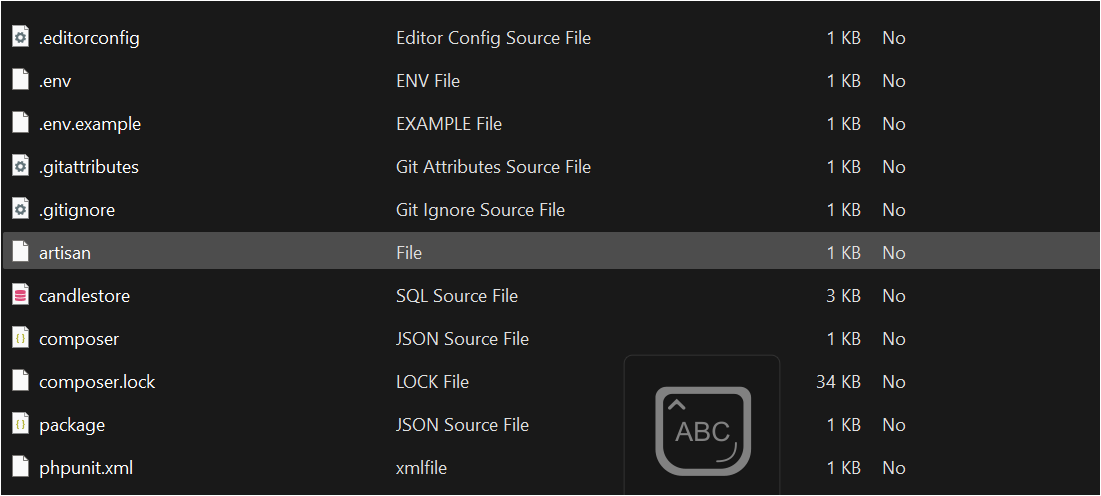 .editorconfig Editor Config Source File 1 KB No
.env ENV File 1 KB No
.env.example EXAMPLE File 1 KB No
.gitattributes Git Attributes Source File 1 KB No
.gitignore Git Ignore Source File 1 KB No
artisan File 1 KB No
candlestore SQL Source File 3 KB No
composer JSON Source File 1 KB No
composer.lock LOCK File 34 KB No
package JSON Source File 1 KB No
ABC
phpunit.xml xmlfile 1 KB No